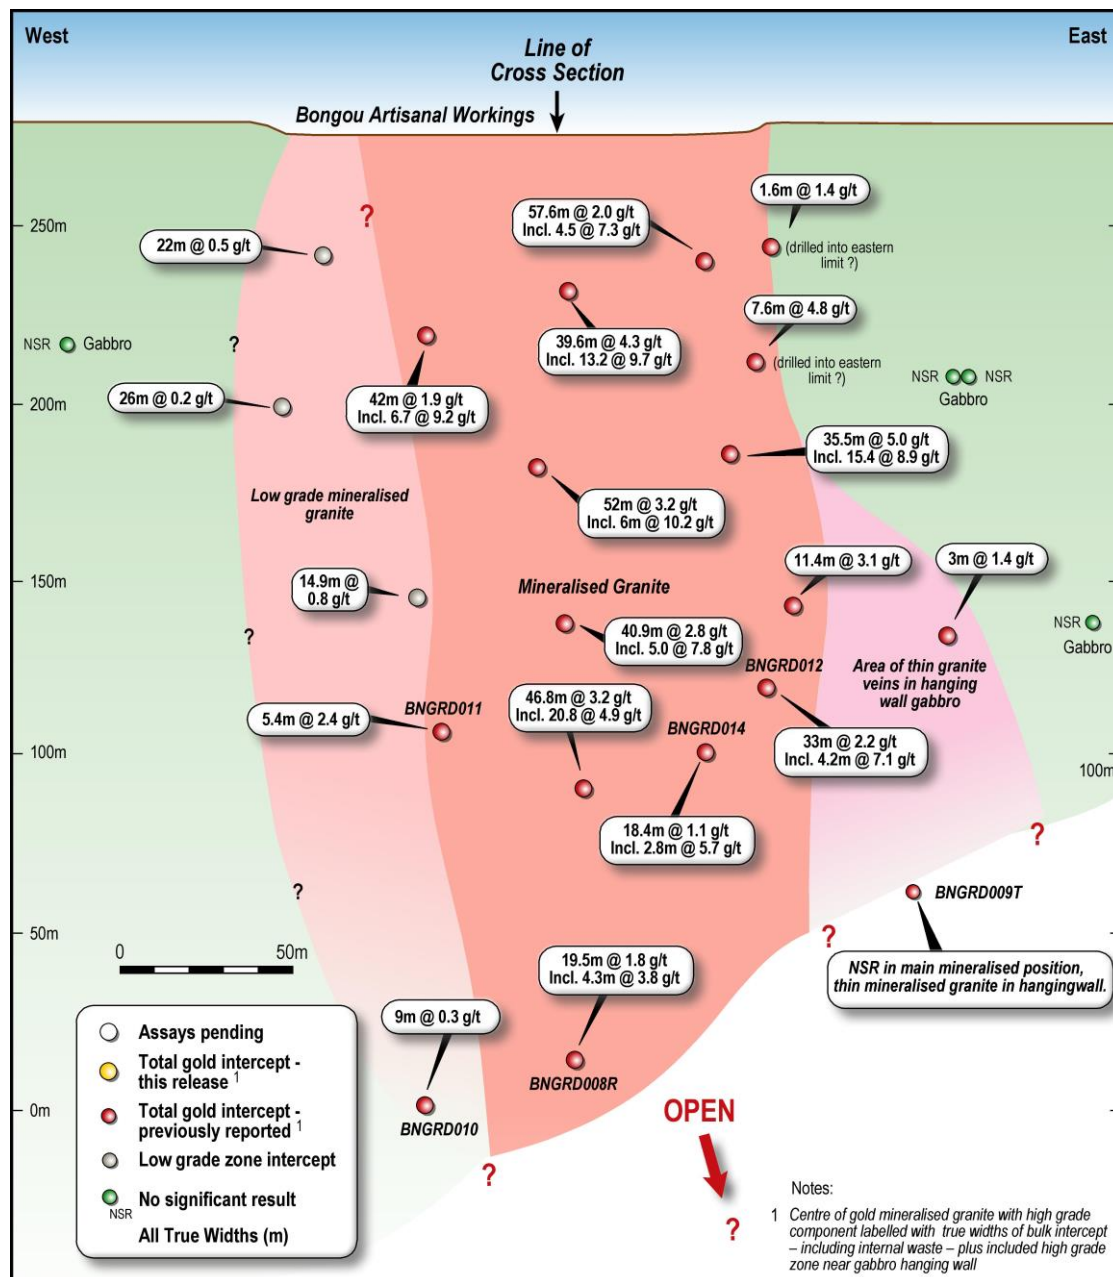 West
East
Line of
Cross Section
Bongou Artisanal Workings
1.6m @ 1.4 g/t
57.6m @ 2.0 g/t
Incl. 4.5 @ 7.3 g/t
?
250m
22m @ 0.5 g/t
(drilled into eastern
limit ?)
7.6m @ 4.8 g/t
39.6m @ 4.3 g/t
Incl. 13.2 @ 9.7 g/t
NSR
Gabbro
?
(drilled into eastern
limit ?)
NSR
NSR
Gabbro
26m @ 0.2 g/t
42m @ 1.9 g/t
Incl. 6.7 @ 9.2 g/t
200m
35.5m @ 5.0 g/t
Incl. 15.4 @ 8.9 g/t
Low grade mineralised
granite
52m @ 3.2 g/t
Incl. 6m @ 10.2 g/t
11.4m @ 3.1 g/t
3m @ 1.4 g/t
150m
14.9m @
0.8 g/t
Mineralised Granite
?
40.9m @ 2.8 g/t
Incl. 5.0 @ 7.8 g/t
NSR
Gabbro
BNGRD012
Area of thin granite
veins in hanging
wall gabbro
46.8m @ 3.2 g/t
Incl. 20.8 @ 4.9 g/t
BNGRD011
5.4m @ 2.4 g/t
BNGRD014
33m @ 2.2 g/t
Incl. 4.2m @ 7.1 g/t
100m
100m
18.4m @ 1.1 g/t
Incl. 2.8m @ 5.7 g/t
?
?
BNGRD009T
50m
0
50m
?
19.5m @ 1.8 g/t
Incl. 4.3m @ 3.8 g/t
NSR in main mineralised position,
thin mineralised granite in hangingwall.
9m @ 0.3 g/t
BNGRD008R
0m
BNGRD010
OPEN
?
?
Assays pending
Total gold intercept -
this release 1
Total gold intercept -
previously reported 1
Low grade zone intercept
NSR
No significant result
All True Widths (m)
Notes:
1 Centre of gold mineralised granite with high grade
component labelled with true widths of bulk intercept
– including internal waste – plus included high grade
zone near gabbro hanging wall